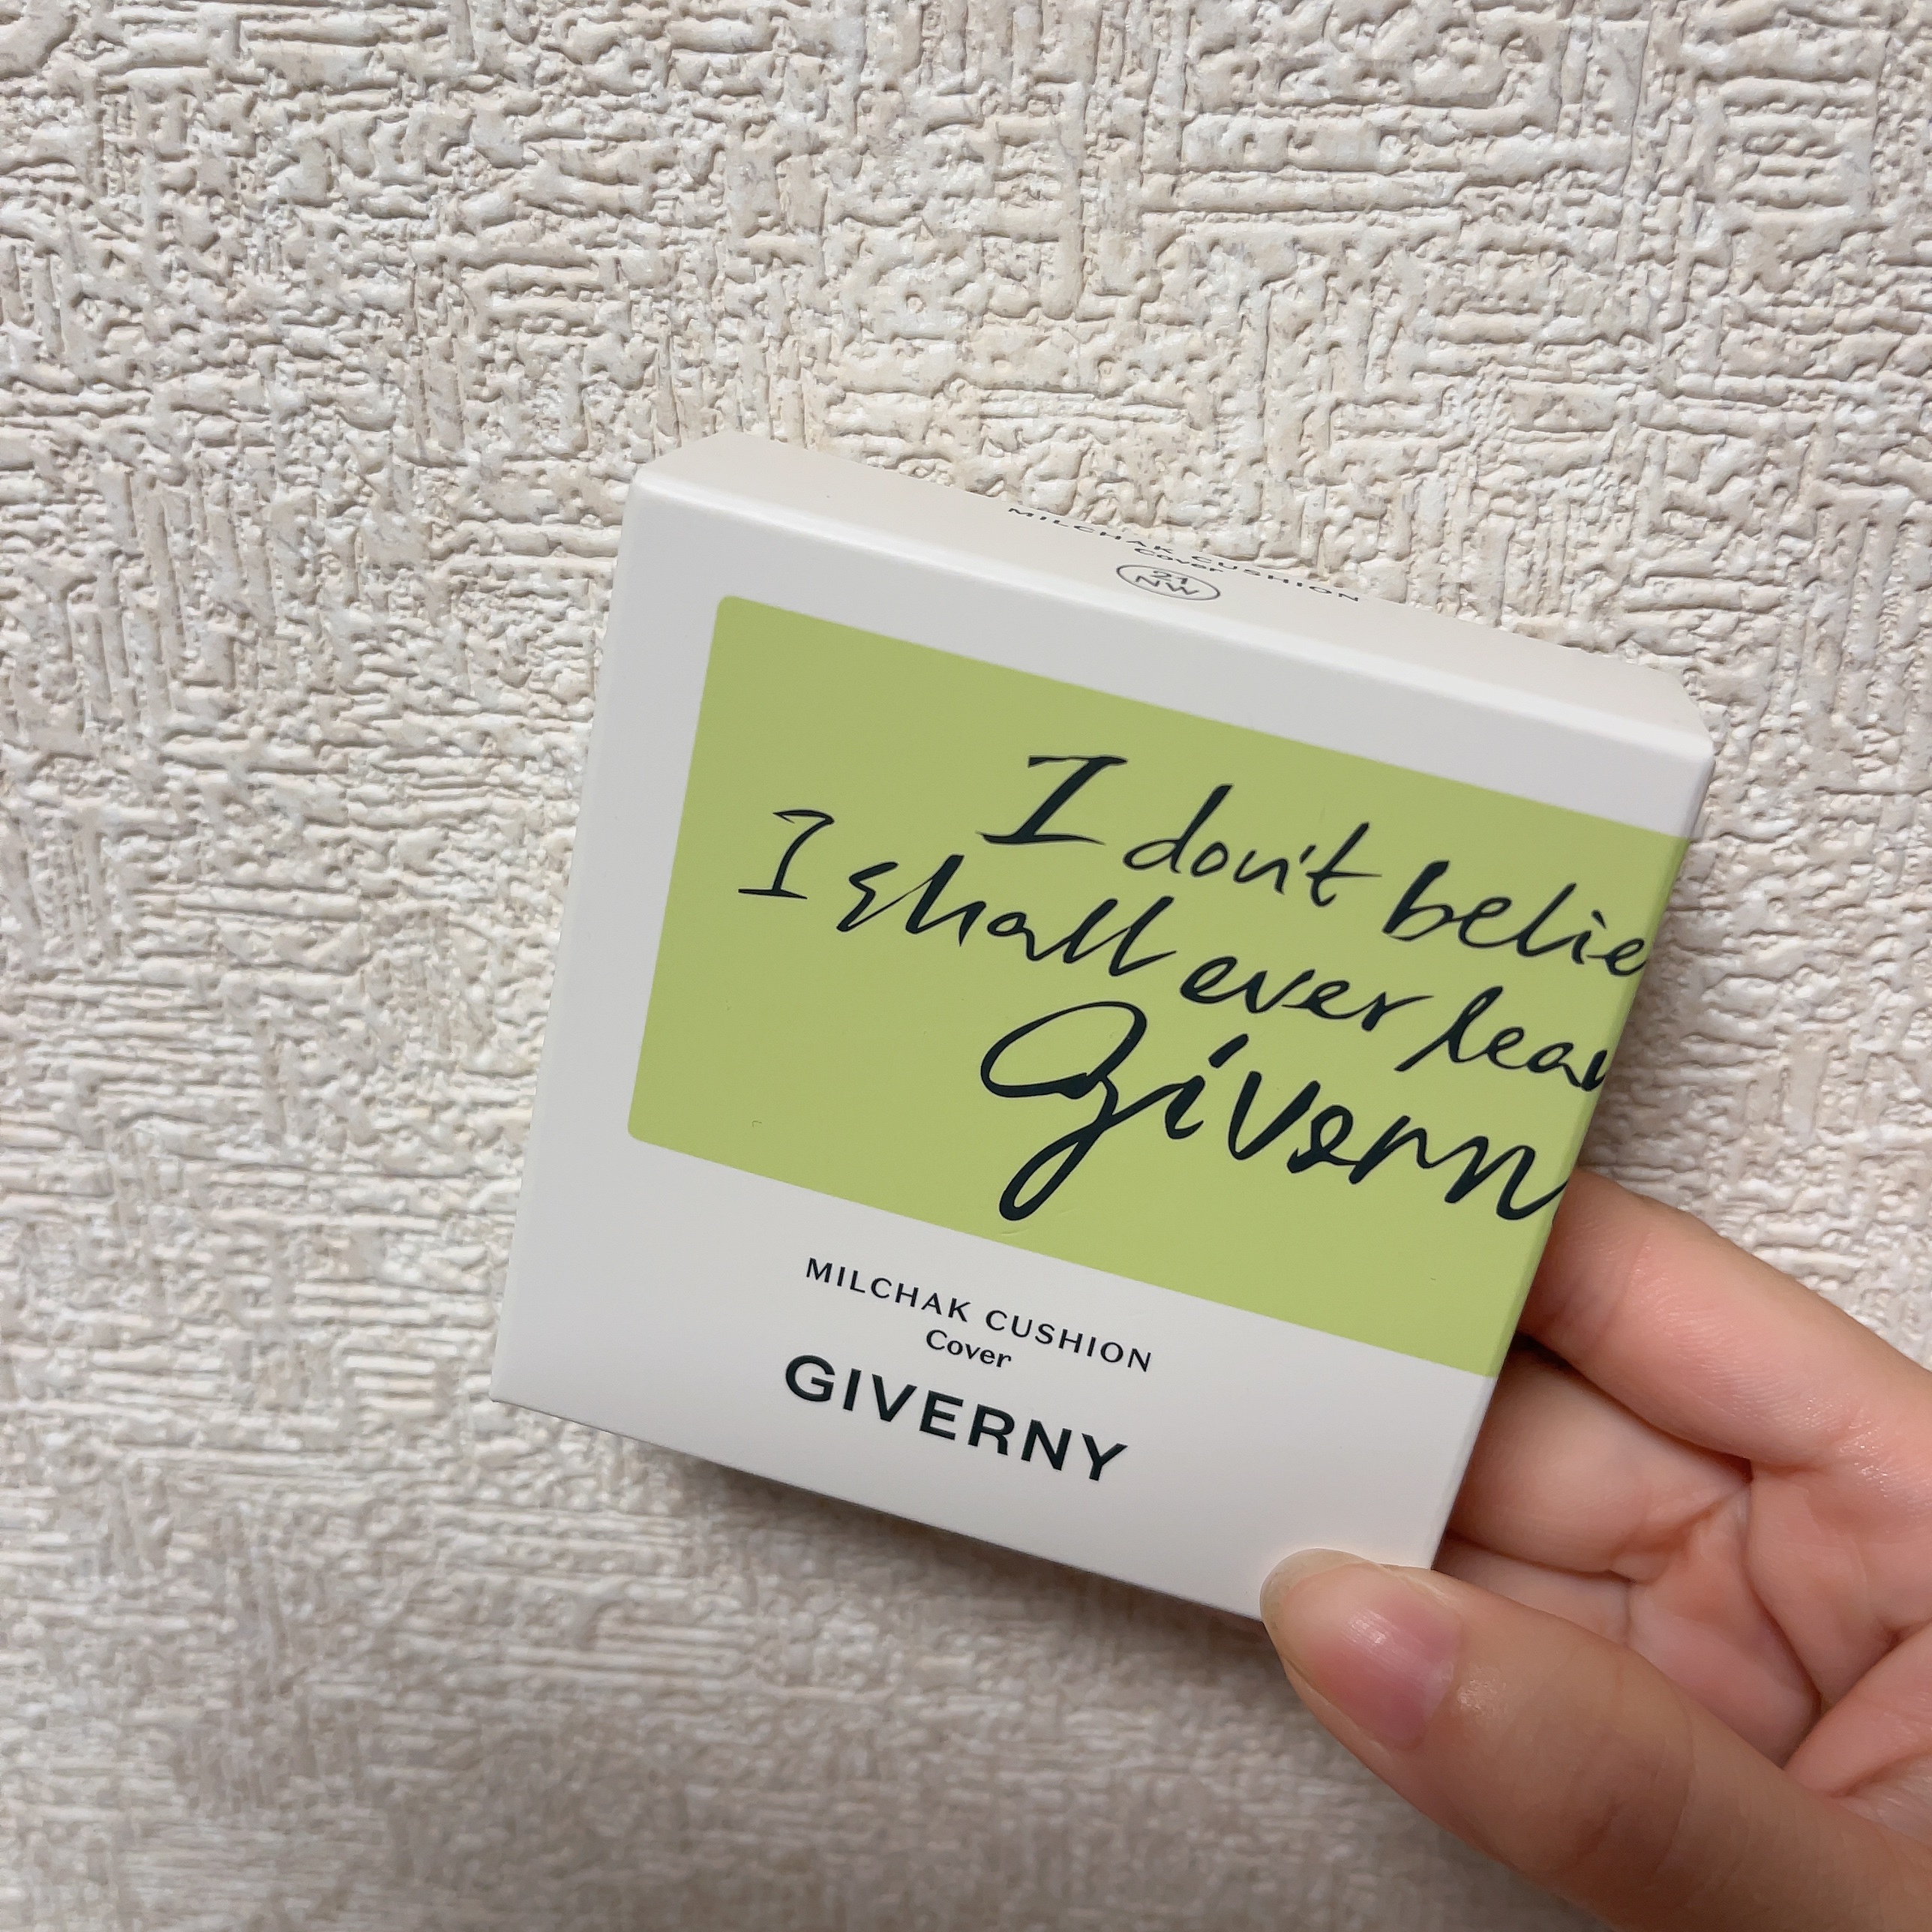 MILCHAK CUSHION
Cover
21
NW
I don't belie
I shall ever leav
Givern
MILCHAK CUSHION
Cover
GIVERNY